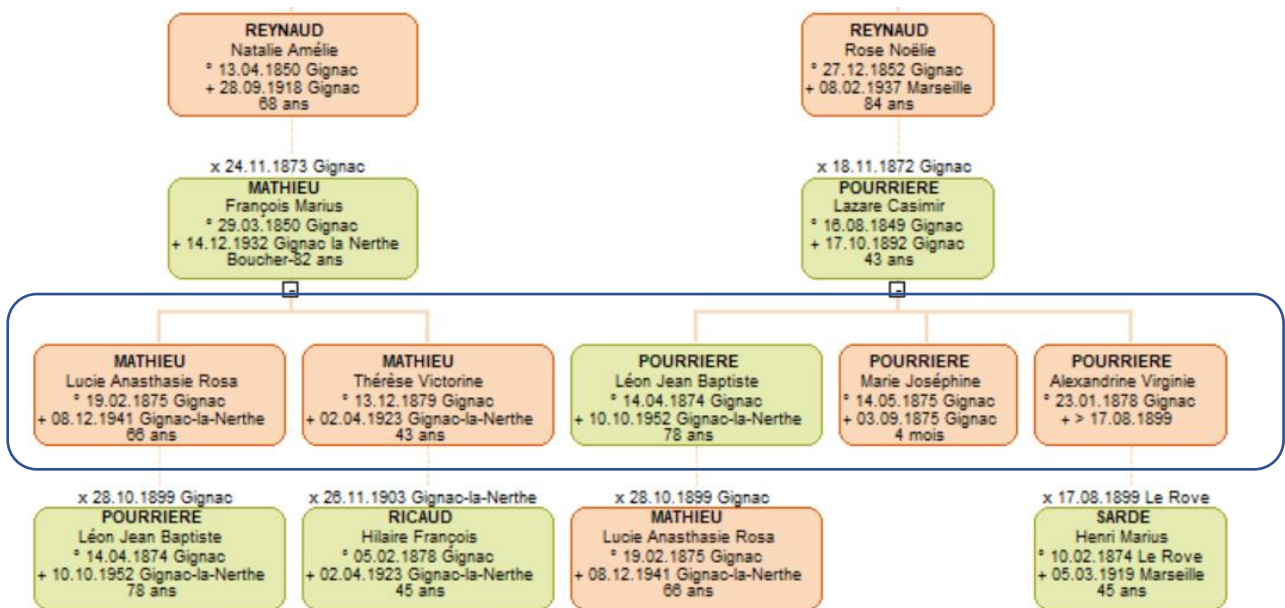 REYNAUD
Natalie Amélie
° 13.04.1850 Gignac
+ 28.09.1918 Gignac
68 ans
REYNAUD
Rose Noëlie
° 27.12.1852 Gignac
+ 08.02.1937 Marseille
84 ans
x 24.11.1873 Gignac
MATHIEU
François Marius
° 29.03.1850 Gignac
+ 14.12.1932 Gignac la Nerthe
Boucher-82 ans
x 18.11.1872 Gignac
POURRIERE
Lazare Casimir
° 16.08.1849 Gignac
+ 17.10.1892 Gignac
43 ans
MATHIEU
Lucie Anasthasie Rosa
° 19.02.1875 Gignac
+ 08.12.1941 Gignac-la-Nerthe
66 ans
MATHIEU
Thérèse Victorine
° 13.12.1879 Gignac
+ 02.04.1923 Gignac-la-Nerthe
43 ans
POURRIERE
Léon Jean Baptiste
° 14.04.1874 Gignac
+ 10.10.1952 Gignac-la-Nerthe
78 ans
POURRIERE
Marie Joséphine
° 14.05.1875 Gignac
+ 03.09.1875 Gignac
4 mois
POURRIERE
Alexandrine Virginie
° 23.01.1878 Gignac
+ > 17.08.1899
x 28.10.1899 Gignac
POURRIERE
Léon Jean Baptiste
° 14.04.1874 Gignac
+ 10.10.1952 Gignac-la-Nerthe
78 ans
x 26.11.1903 Gignac-la-Nerthe
RICAUD
Hilaire François
° 05.02.1878 Gignac
+ 02.04.1923 Gignac-la-Nerthe
45 ans
x 28.10.1899 Gignac
MATHIEU
Lucie Anasthasie Rosa
° 19.02.1875 Gignac
+ 08.12.1941 Gignac-la-Nerthe
66 ans
x 17.08.1899 Le Rove
SARDE
Henri Marius
° 10.02.1874 Le Rove
+ 05.03.1919 Marseille
45 ans